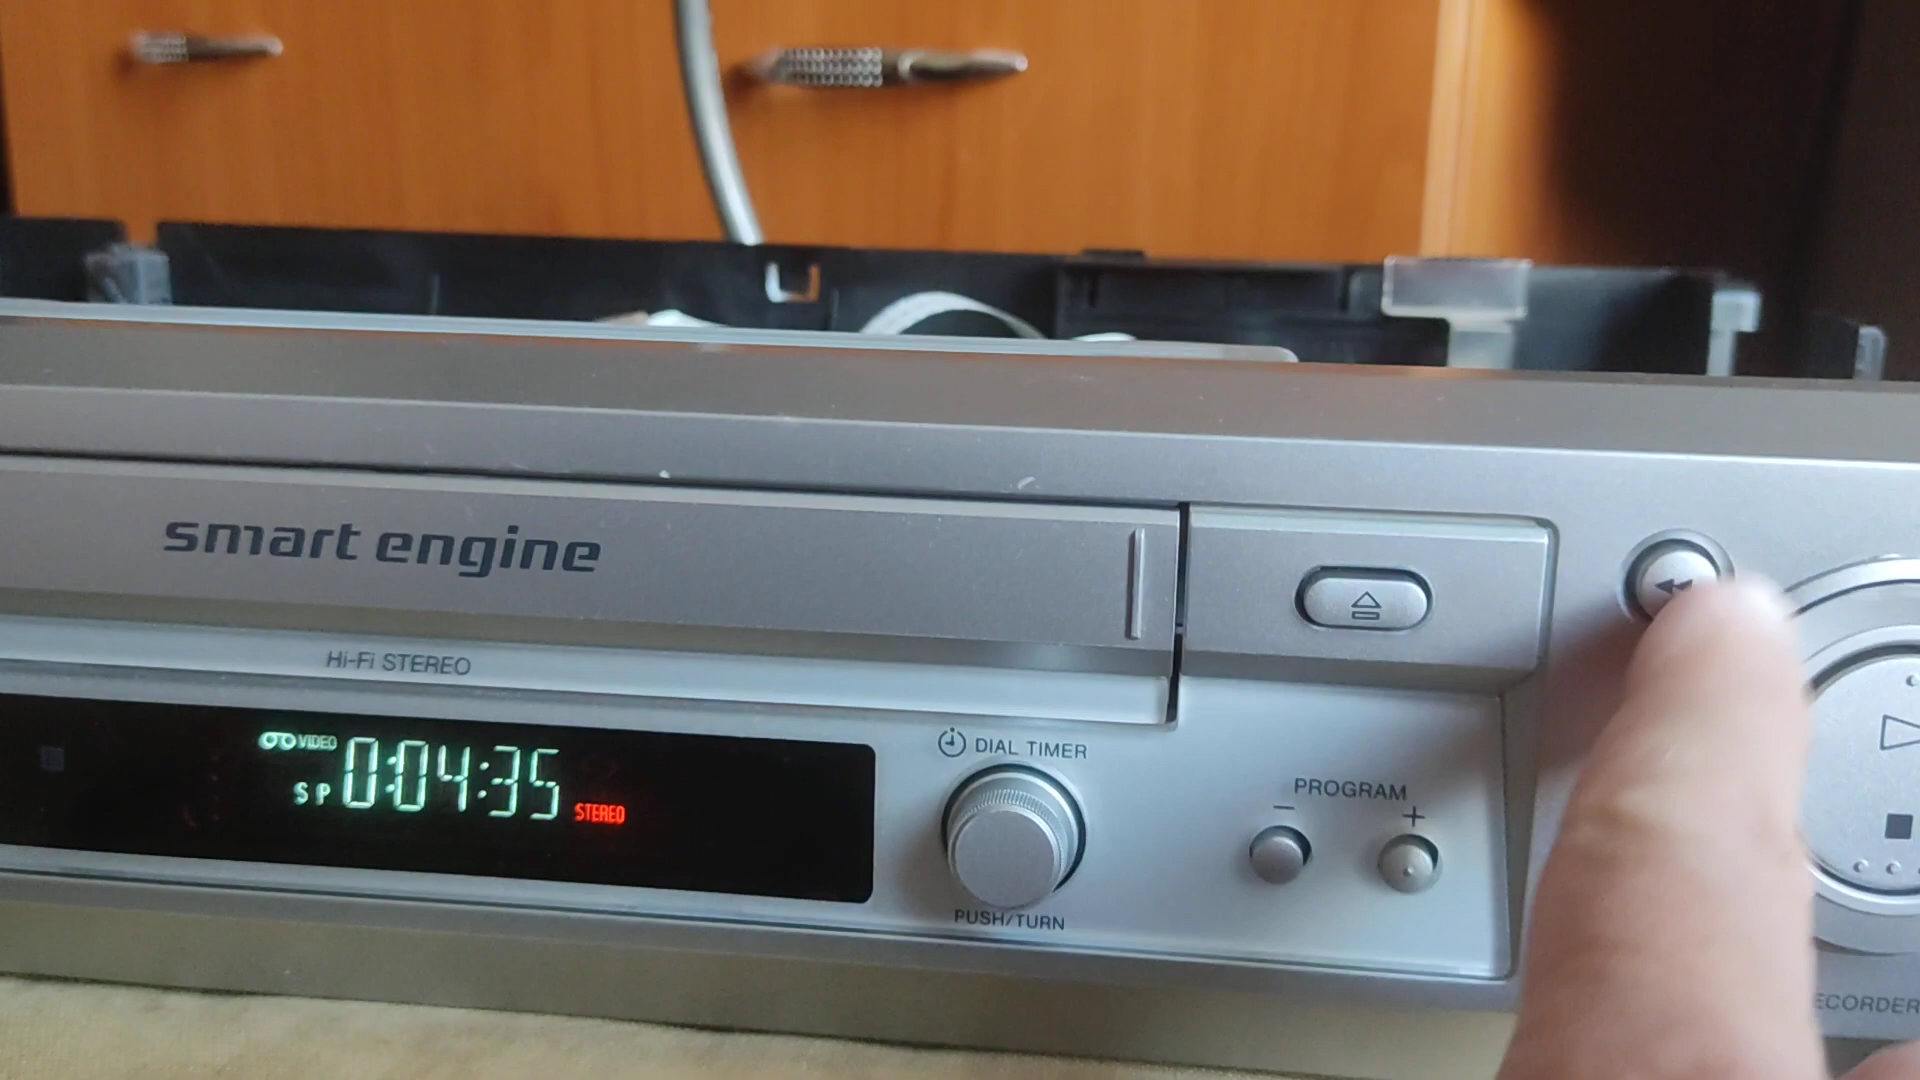 smart engine
Hi-Fi STEREO
VIDEO
SP 0:04:35
STEREO
DIAL TIMER
PUSH/TURN
PROGRAM
- +
ECORDER